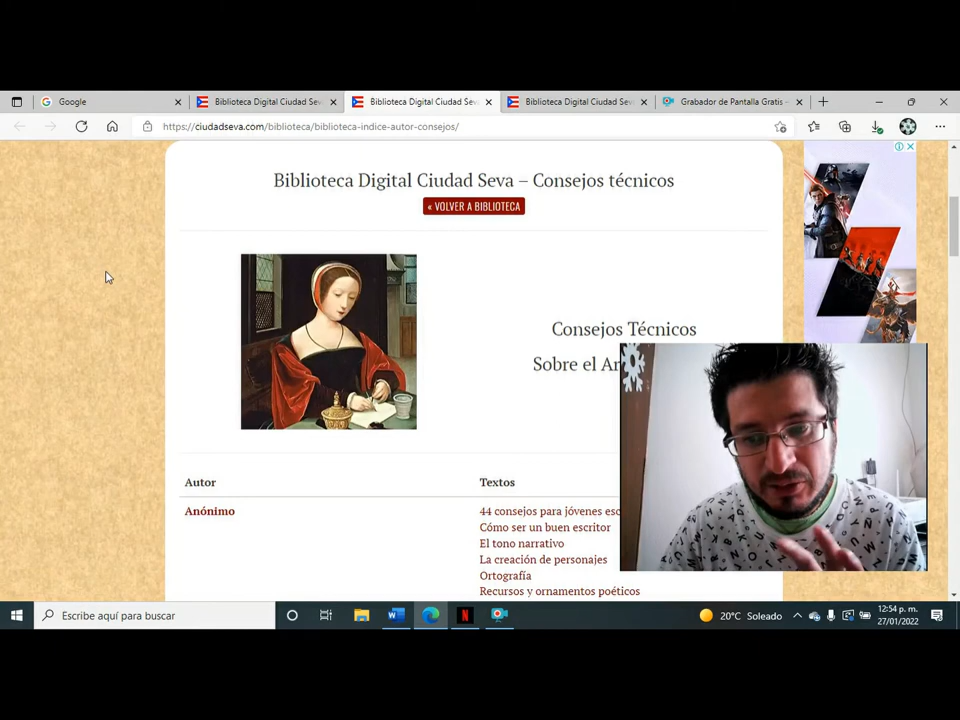 Google
Biblioteca Digital Ciudad Sev
Biblioteca Digital Ciudad Sev
Biblioteca Digital Ciudad Sev
Grabador de Pantalla Gratis –
https://ciudadseva.com/biblioteca/biblioteca-indice-autor-consejos/
Biblioteca Digital Ciudad Seva – Consejos técnicos
« VOLVER A BIBLIOTECA
Consejos Técnicos
Sobre el Ar
Autor
Textos
Anónimo
44 consejos para jóvenes esc
Cómo ser un buen escritor
El tono narrativo
La creación de personajes
Ortografía
Recursos y ornamentos poéticos
Escribe aquí para buscar
20°C Soleado
12:54 p. m.
27/01/2022